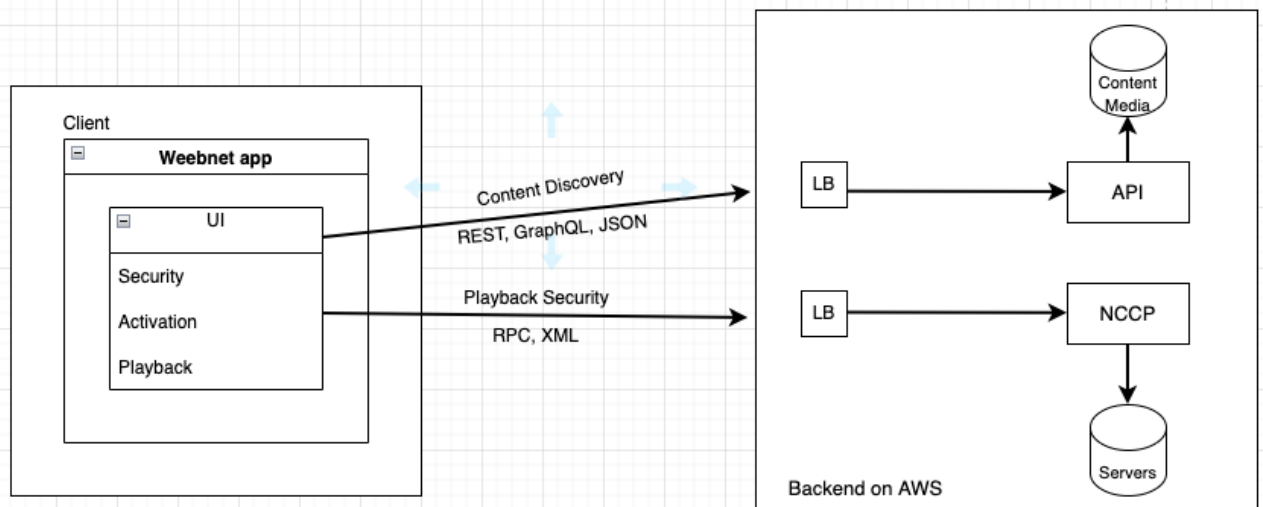 Client
Weebnet app
UI
Security
Activation
Playback
Content Discovery
REST, GraphQL, JSON
Playback Security
RPC, XML
Content
Media
LB
API
LB
NCCP
Servers
Backend on AWS